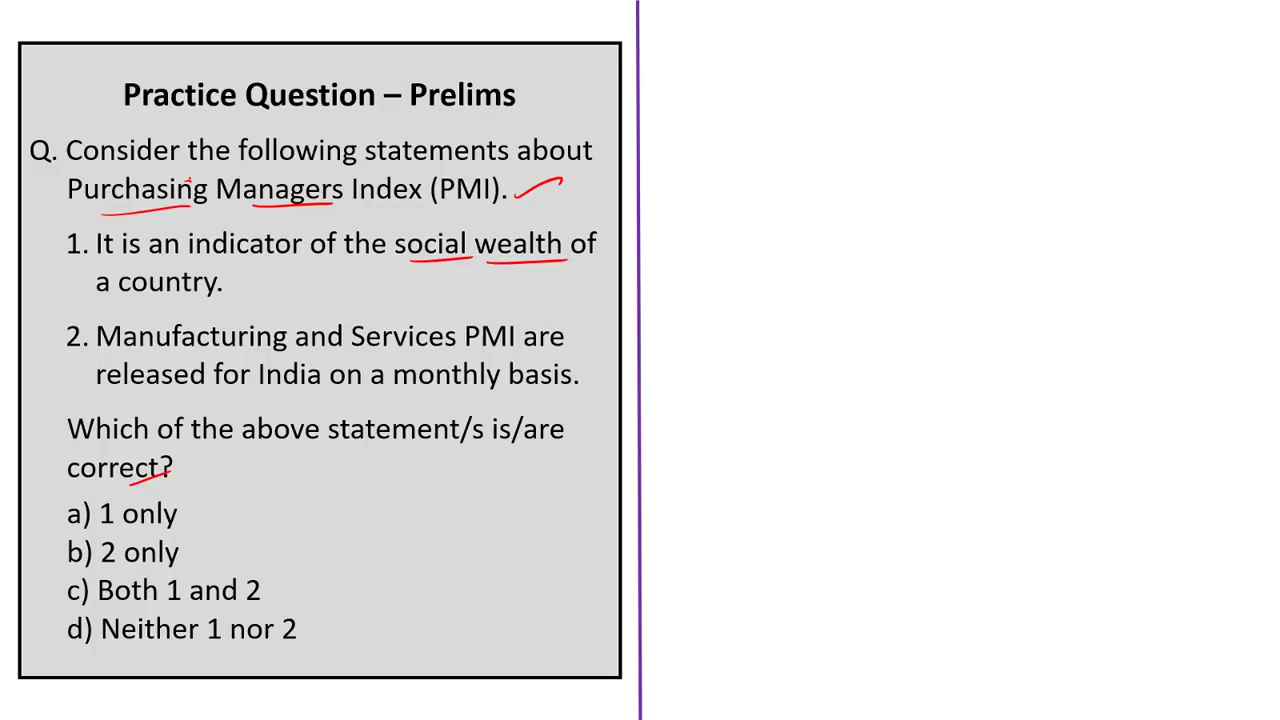 Practice Question – Prelims
Q. Consider the following statements about
Purchasing Managers Index (PMI).
1. It is an indicator of the social wealth of
a country.
2. Manufacturing and Services PMI are
released for India on a monthly basis.
Which of the above statement/s is/are
correct?
a) 1 only
b) 2 only
c) Both 1 and 2
d) Neither 1 nor 2